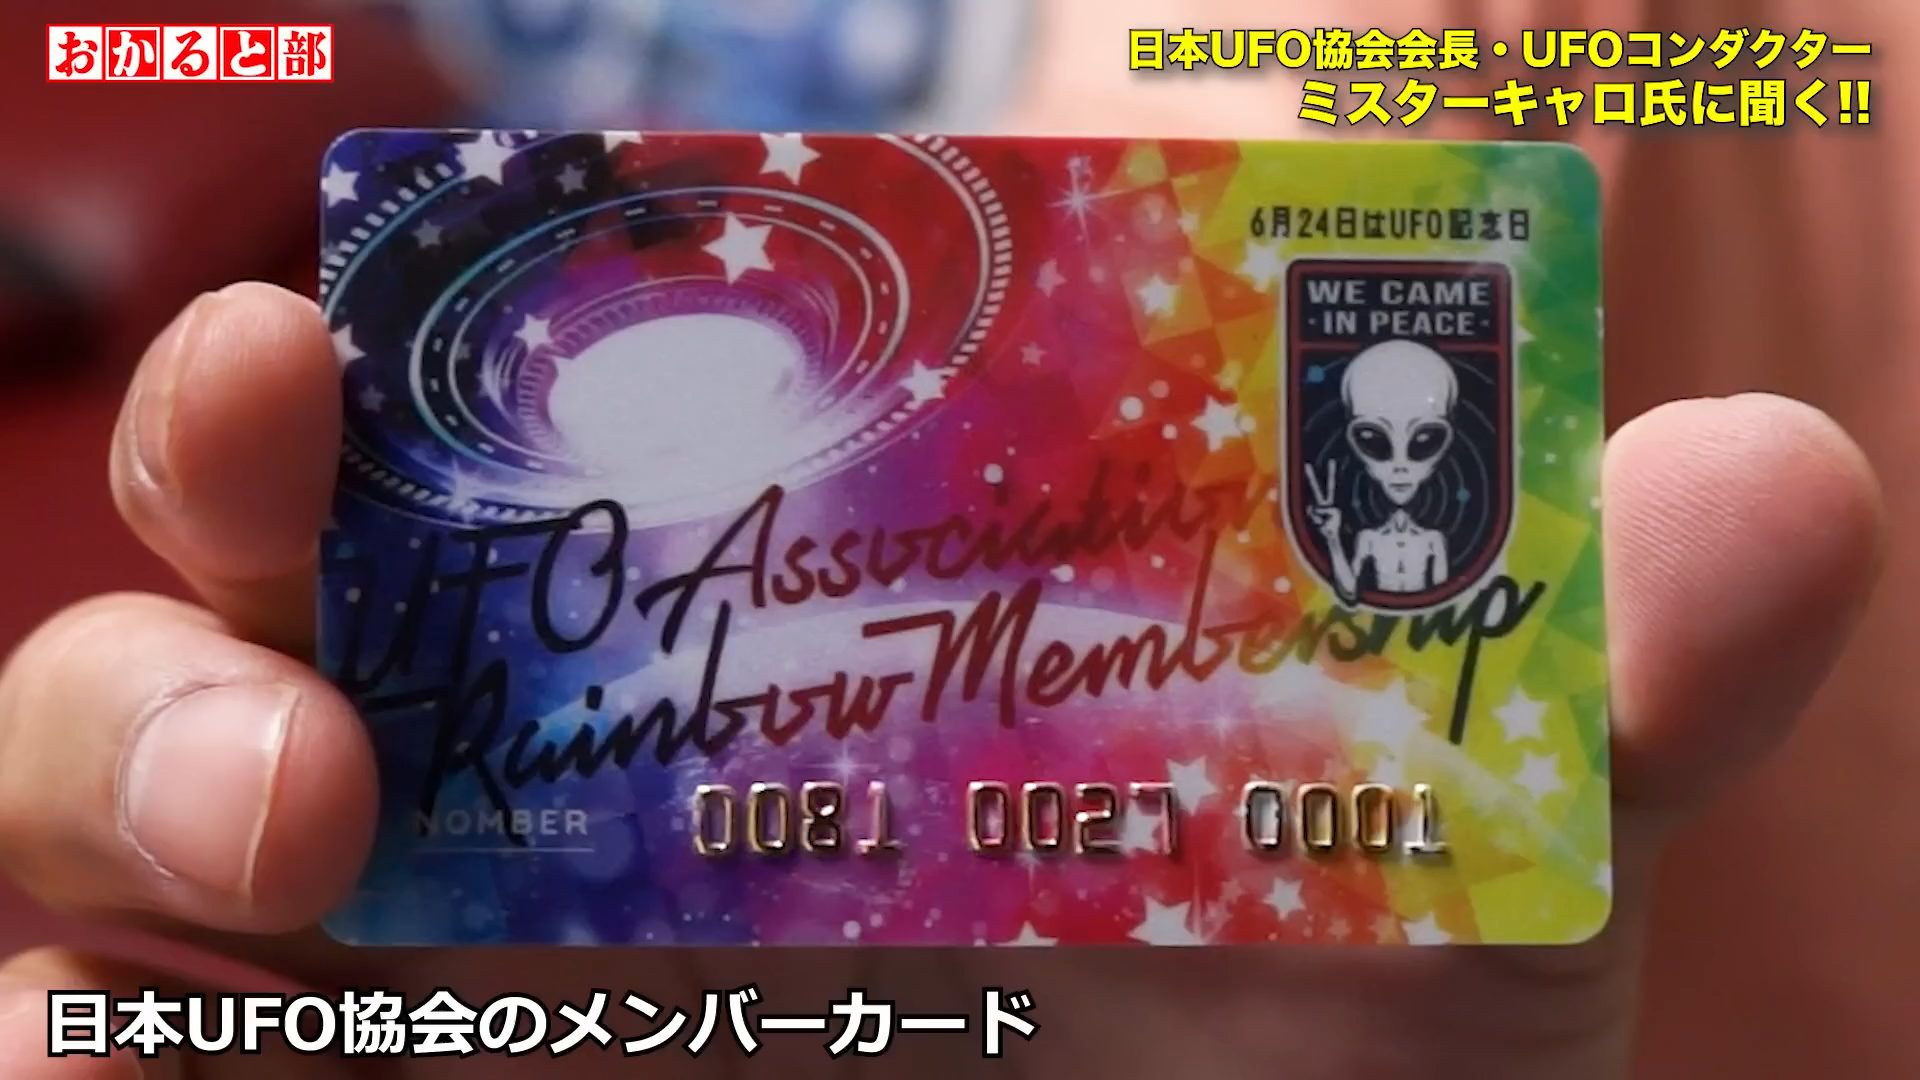 おかると部
日本UFO協会会長・UFOコンダクター
ミスターキャロ氏に聞く!!
6月24日はUFO記念日
WE CAME
・IN PEACE・
UFO Association
Rainbow Membership
NOMBER
0081 0027 0001
日本UFO協会のメンバーカード